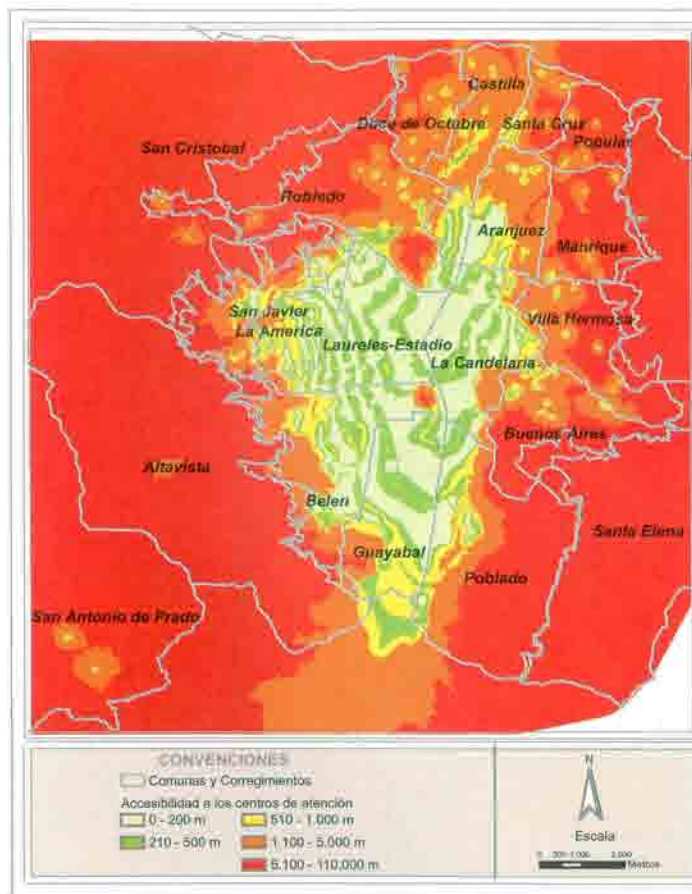 Castilla
Doce de Octubre
Santa Cruz
San Cristobal
Popular
Robledo
Aranjuez
Manrique
San Javier
La America
Villa Hermosa
Laureles-Estadio
La Candelaria
Buenos Aires
Altavista
Belen
Santa Elena
Guayabal
Poblado
San Antonio de Prado
CONVENCIONES
Comunas y Corregimientos
Accesibilidad a los centros de atención
0 - 200 m
510 - 1.000 m
210 - 500 m
1.100 - 5.000 m
5.100 - 110,000 m
N
Escala
Metros